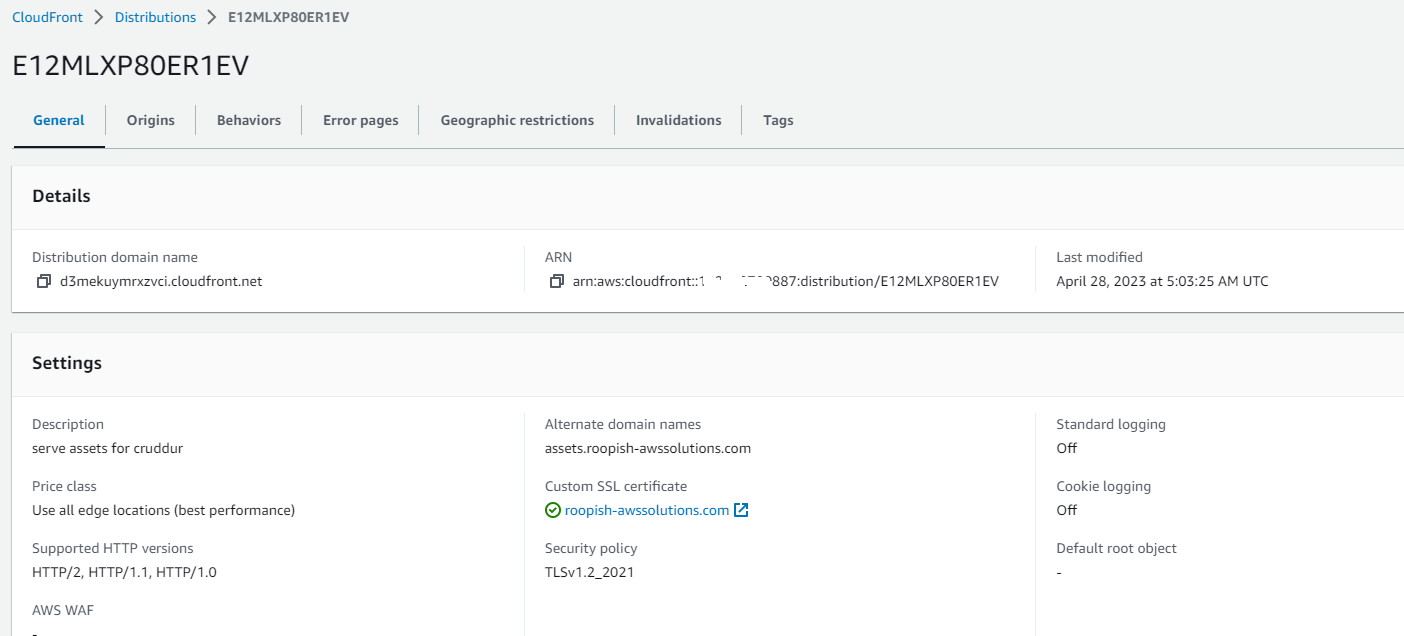 CloudFront > Distributions > E12MLXP80ER1EV
E12MLXP80ER1EV
General Origins Behaviors Error pages Geographic restrictions Invalidations Tags
Details
Distribution domain name
d3mekuymrxzvci.cloudfront.net
ARN
arn:aws:cloudfront:: 887:distribution/E12MLXP80ER1EV
Last modified
April 28, 2023 at 5:03:25 AM UTC
Settings
Description
serve assets for cruddur
Price class
Use all edge locations (best performance)
Supported HTTP versions
HTTP/2, HTTP/1.1, HTTP/1.0
AWS WAF
-
Alternate domain names
assets.roopish-awssolutions.com
Custom SSL certificate
roopish-awssolutions.com
Security policy
TLSv1.2_2021
Standard logging
Off
Cookie logging
Off
Default root object
-